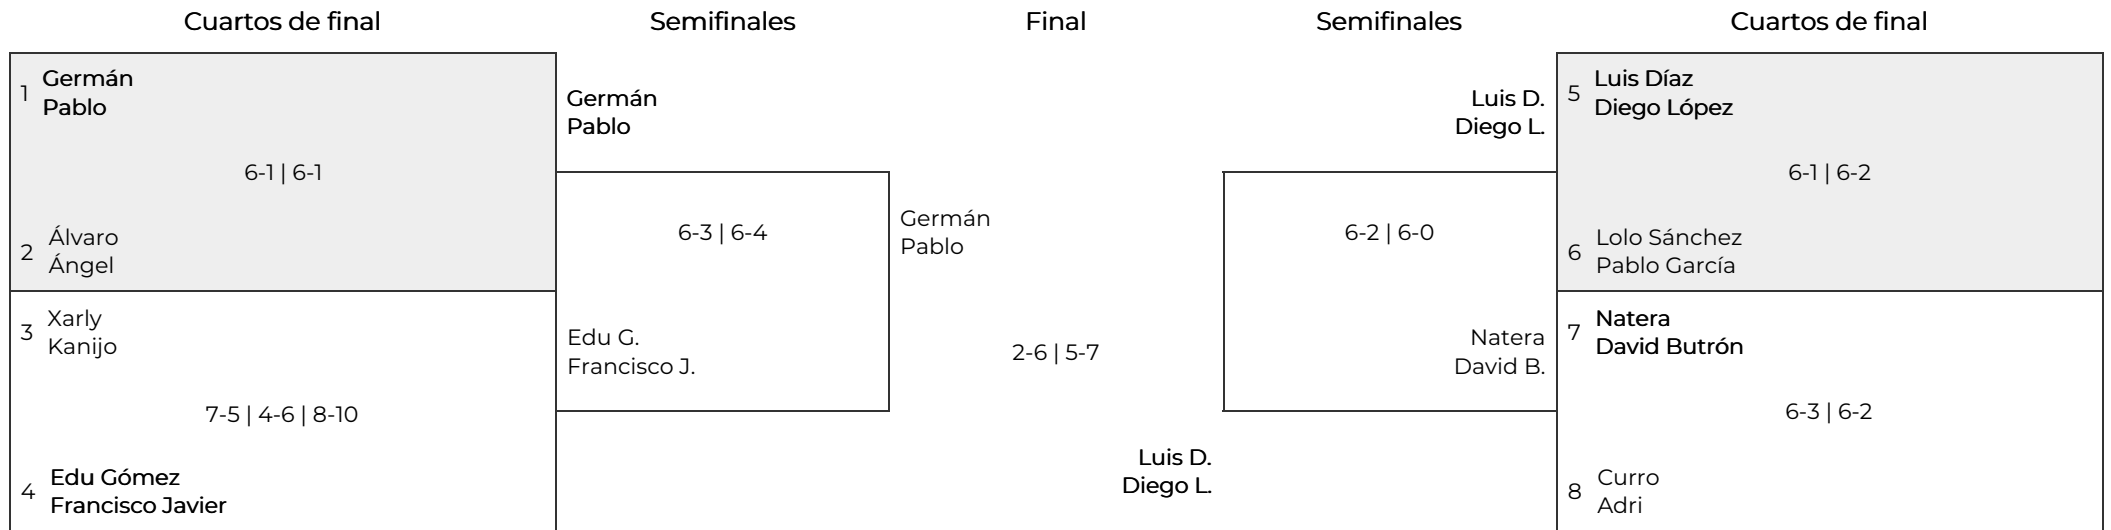 Cuartos de final
Semifinales
Final
Semifinales
Cuartos de final
1
Germán
Pablo
6-1 | 6-1
2
Álvaro
Ángel
3
Xarly
Kanijo
7-5 | 4-6 | 8-10
4
Edu Gómez
Francisco Javier
Germán
Pablo
6-3 | 6-4
Edu G.
Francisco J.
Germán
Pablo
2-6 | 5-7
Luis D.
Diego L.
Luis D.
Diego L.
6-2 | 6-0
Natera
David B.
5
Luis Díaz
Diego López
6-1 | 6-2
6
Lolo Sánchez
Pablo García
7
Natera
David Butrón
6-3 | 6-2
8
Curro
Adri